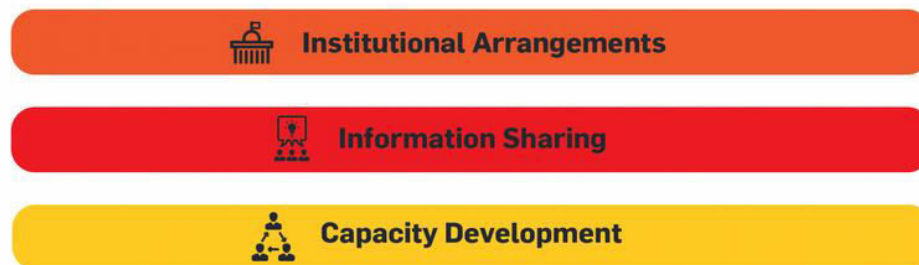 Institutional Arrangements
Information Sharing
Capacity Development